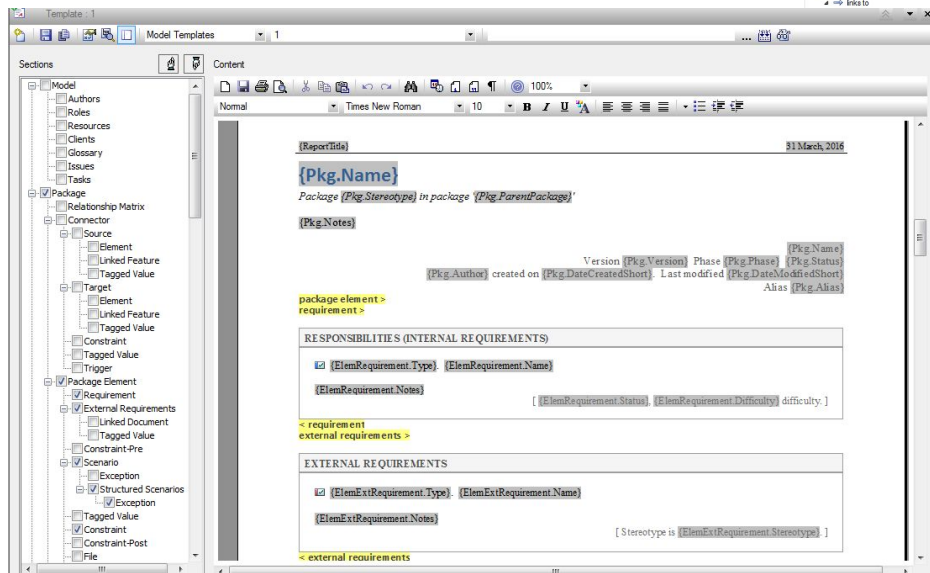 links to
Template : 1
Model Templates 1 ...
Sections
Content
Model
Authors
Roles
Resources
Clients
Glossary
Issues
Tasks
Package
Relationship Matrix
Connector
Source
Element
Linked Feature
Tagged Value
Target
Element
Linked Feature
Tagged Value
Constraint
Tagged Value
Trigger
Package Element
Requirement
External Requirements
Linked Document
Tagged Value
Constraint-Pre
Scenario
Exception
Structured Scenarios
Exception
Tagged Value
Constraint
Constraint-Post
File
100%
Normal Times New Roman 10 B I U A
{ReportTitle} 31 March, 2016
{Pkg.Name}
Package {Pkg.Stereotype} in package '{Pkg.ParentPackage}'
{Pkg.Notes}
{Pkg.Name}
Version {Pkg.Version} Phase {Pkg.Phase} {Pkg.Status}
{Pkg.Author} created on {Pkg.DateCreatedShort}. Last modified {Pkg.DateModifiedShort}
Alias {Pkg.Alias}
package element >
requirement >
RESPONSIBILITIES (INTERNAL REQUIREMENTS)
{ElemRequirement.Type}. {ElemRequirement.Name}
{ElemRequirement.Notes}
[ {ElemRequirement.Status}, {ElemRequirement.Difficulty} difficulty. ]
< requirement
external requirements >
EXTERNAL REQUIREMENTS
{ElemExtRequirement.Type}. {ElemExtRequirement.Name}
{ElemExtRequirement.Notes}
[ Stereotype is {ElemExtRequirement.Stereotype}. ]
< external requirements